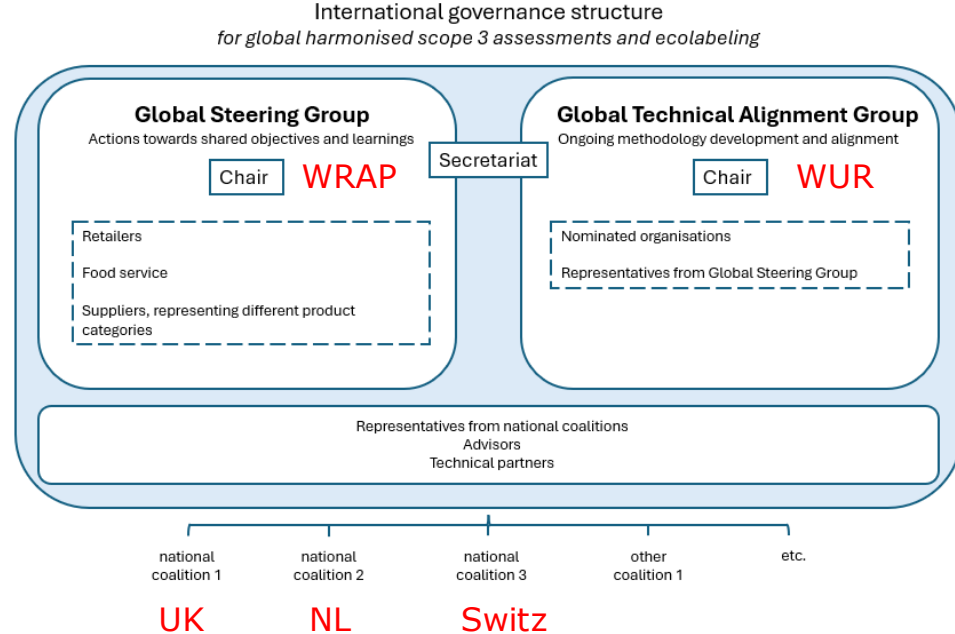 International governance structure
for global harmonised scope 3 assessments and ecolabeling
Global Steering Group
Actions towards shared objectives and learnings
Chair WRAP
Retailers
Food service
Suppliers, representing different product
categories
Secretariat
Global Technical Alignment Group
Ongoing methodology development and alignment
Chair WUR
Nominated organisations
Representatives from Global Steering Group
Representatives from national coalitions
Advisors
Technical partners
national
coalition 1
UK
national
coalition 2
NL
national
coalition 3
Switz
other
coalition 1
etc.